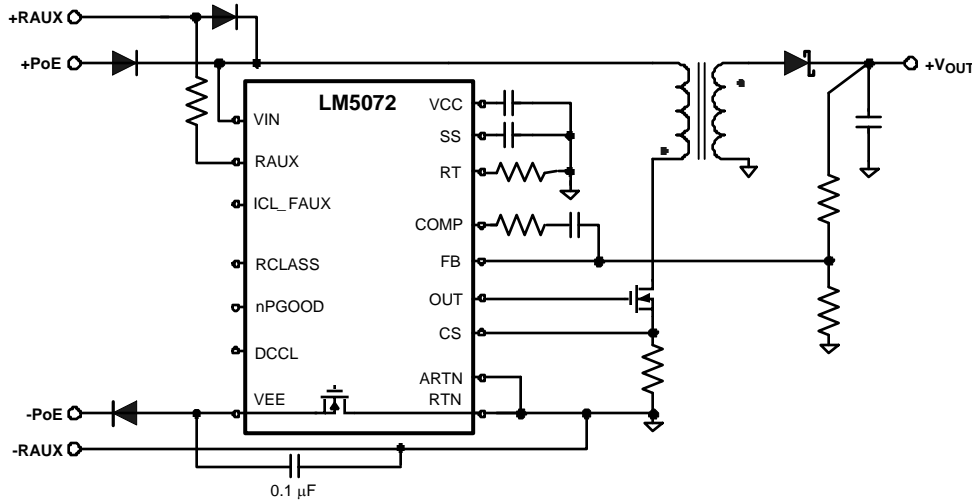 +RAUX
+PoE
+VOUT
LM5072
VIN
RAUX
ICL_FAUX
RCLASS
nPGOOD
DCCL
VEE
VCC
SS
RT
COMP
FB
OUT
CS
ARTN
RTN
-PoE
-RAUX
0.1 μF